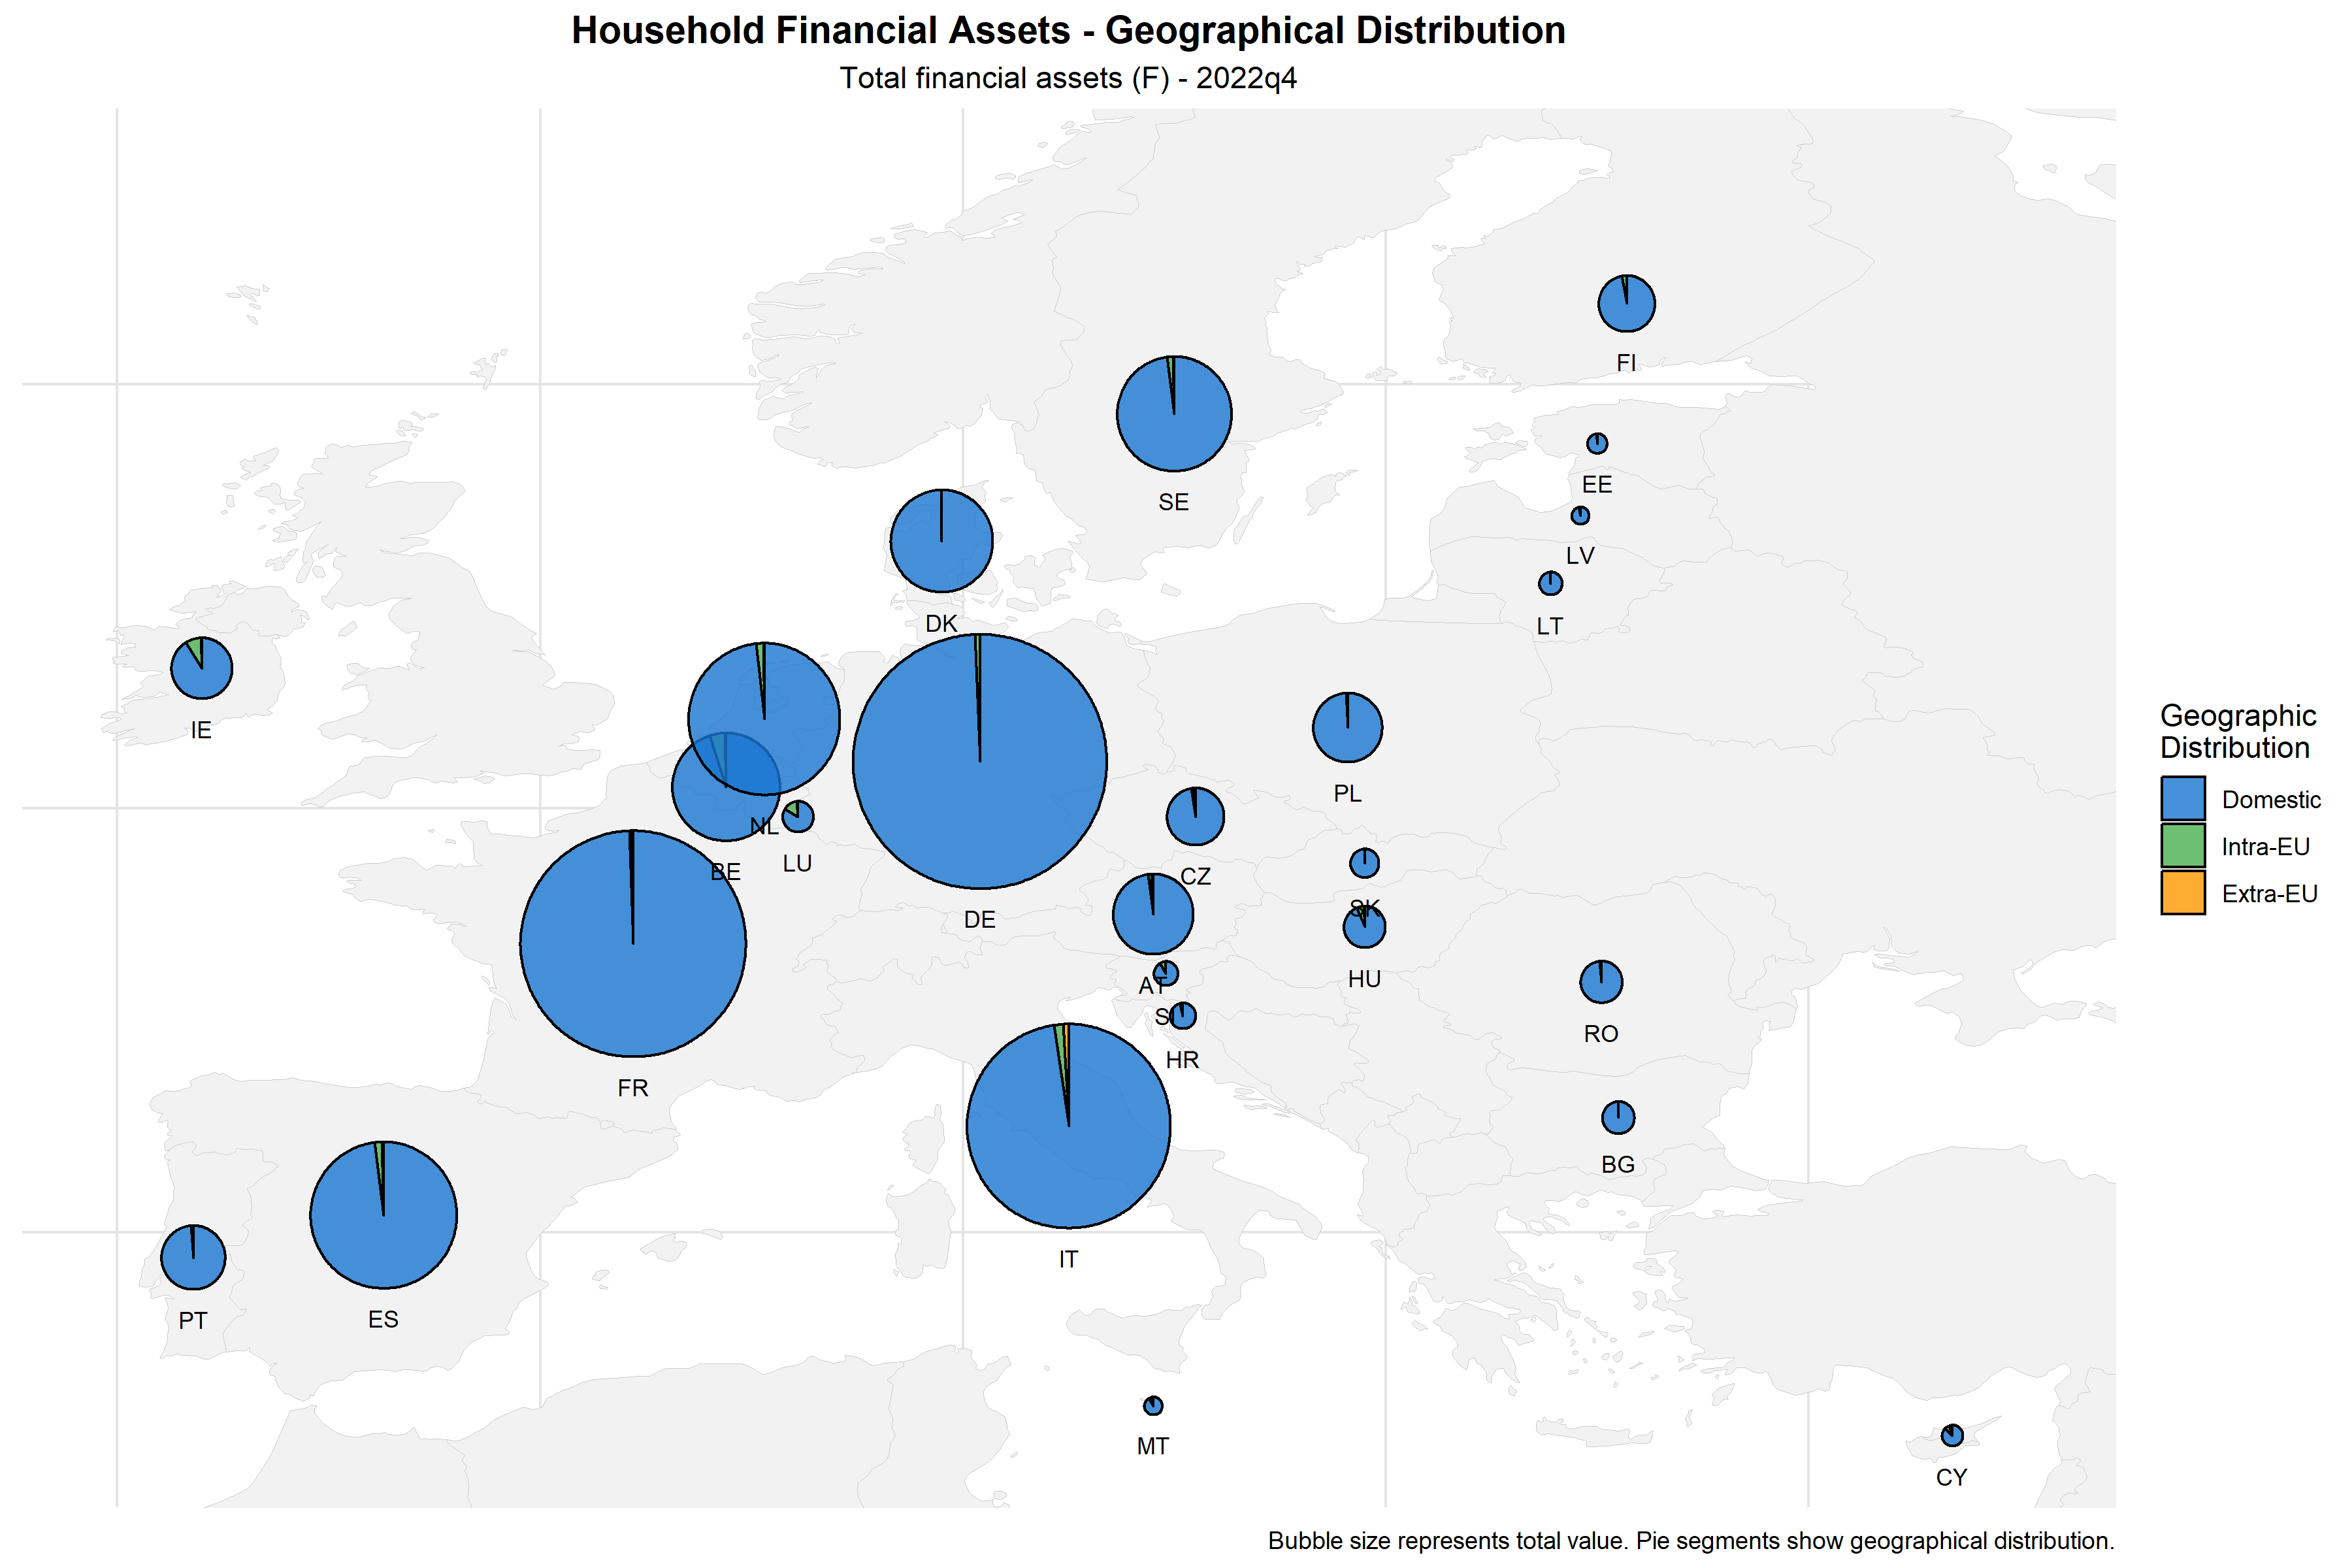 Household Financial Assets - Geographical Distribution
Total financial assets (F) - 2022q4
FI
EE
SE
LV
DK
LT
IE
PL
NL
LU
BE
CZ
SK
DE
AT
HU
SI
RO
HR
FR
BG
IT
PT
ES
MT
CY
Geographic
Distribution
Domestic
Intra-EU
Extra-EU
Bubble size represents total value. Pie segments show geographical distribution.